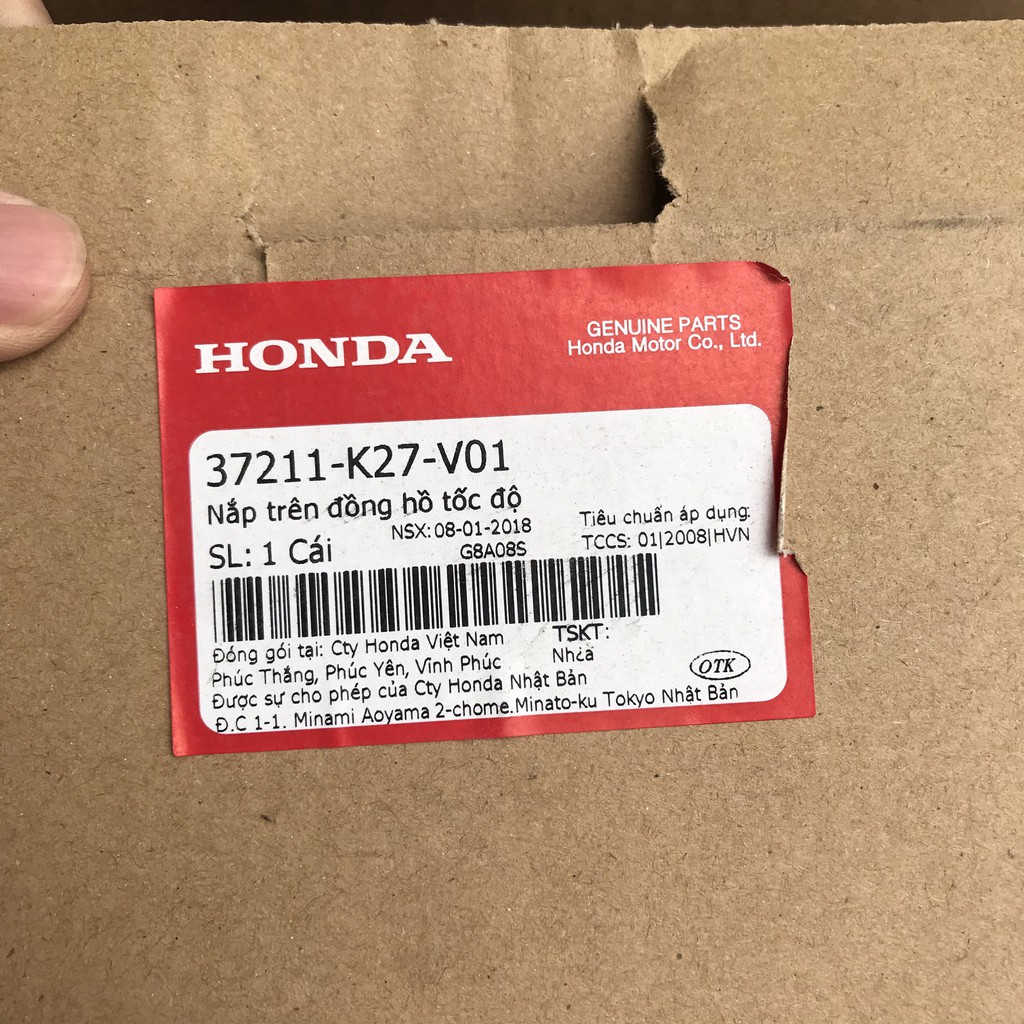 HONDA
GENUINE PARTS
Honda Motor Co., Ltd.
37211-K27-V01
Nắp trên đồng hồ tốc độ
NSX: 08-01-2018
Tiêu chuẩn áp dụng:
SL: 1 Cái
G8A08S
TCCS: 01|2008|HVN
Đóng gói tại: Cty Honda Việt Nam
TSKT:
Phúc Thắng, Phúc Yên, Vĩnh Phúc
Nhựa
Được sự cho phép của Cty Honda Nhật Bản
OTK
Đ.C 1-1. Minami Aoyama 2-chome.Minato-ku Tokyo Nhật Bản